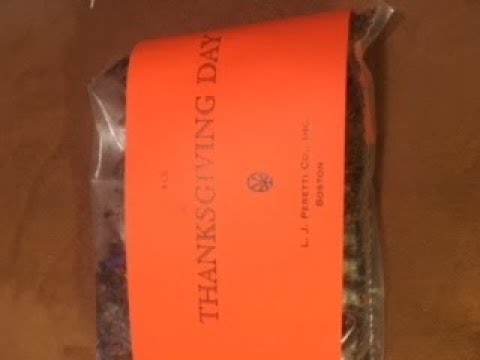 THANKSGIVING DAY
L. J. PERETTI CO., INC.
BOSTON